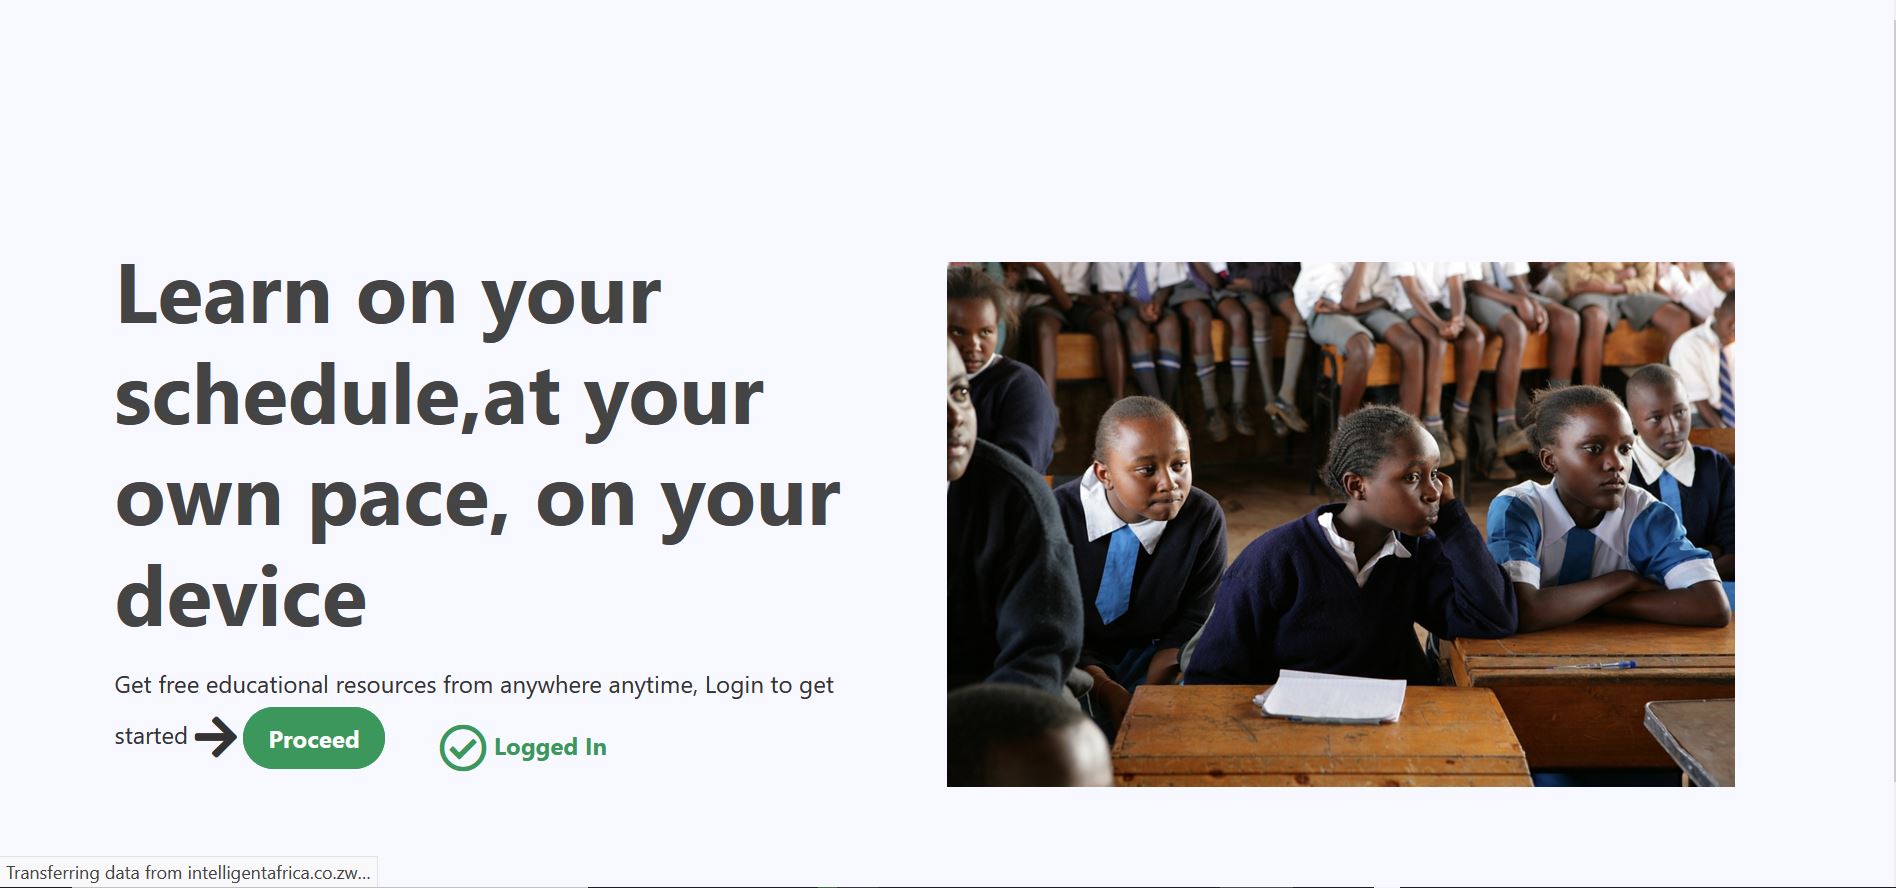 Learn on your
schedule,at your
own pace, on your
device
Get free educational resources from anywhere anytime, Login to get
started Proceed Logged In
Transferring data from intelligentafrica.co.zw...